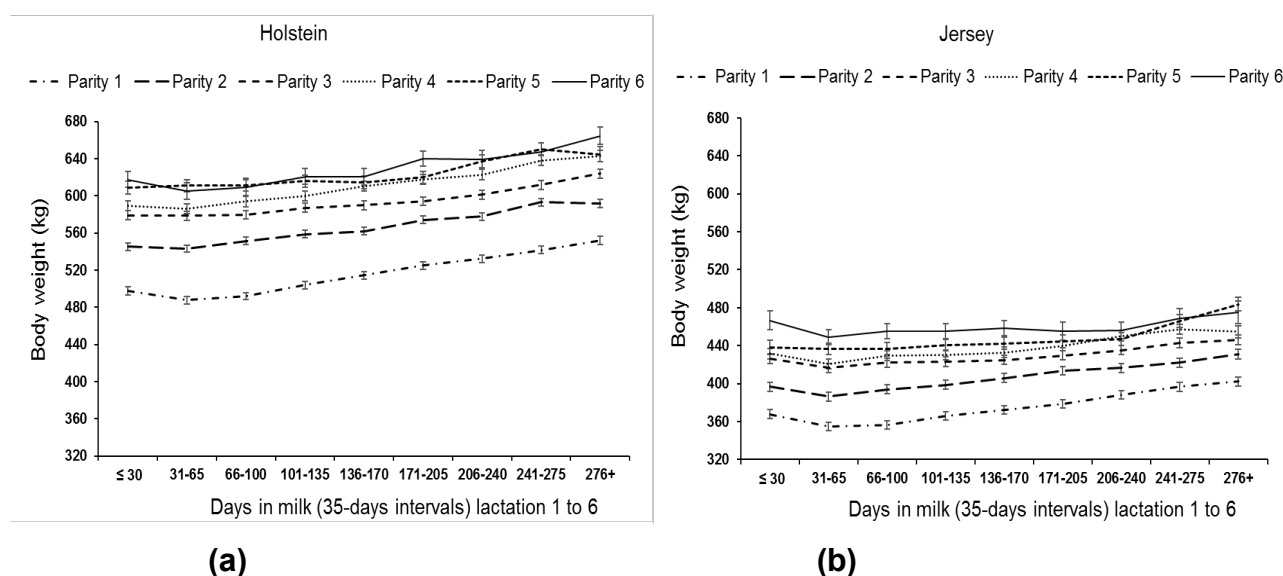 Holstein
Parity 1 Parity 2 Parity 3 Parity 4 Parity 5 Parity 6
Body weight (kg)
680
640
600
560
520
480
440
400
360
320
≤ 30 31-65 66-100 101-135 136-170 171-205 206-240 241-275 276+
Days in milk (35-days intervals) lactation 1 to 6
(a)
Jersey
Parity 1 Parity 2 Parity 3 Parity 4 Parity 5 Parity 6
Body weight (kg)
680
640
600
560
520
480
440
400
360
320
≤ 30 31-65 66-100 101-135 136-170 171-205 206-240 241-275 276+
Days in milk (35-days intervals) lactation 1 to 6
(b)